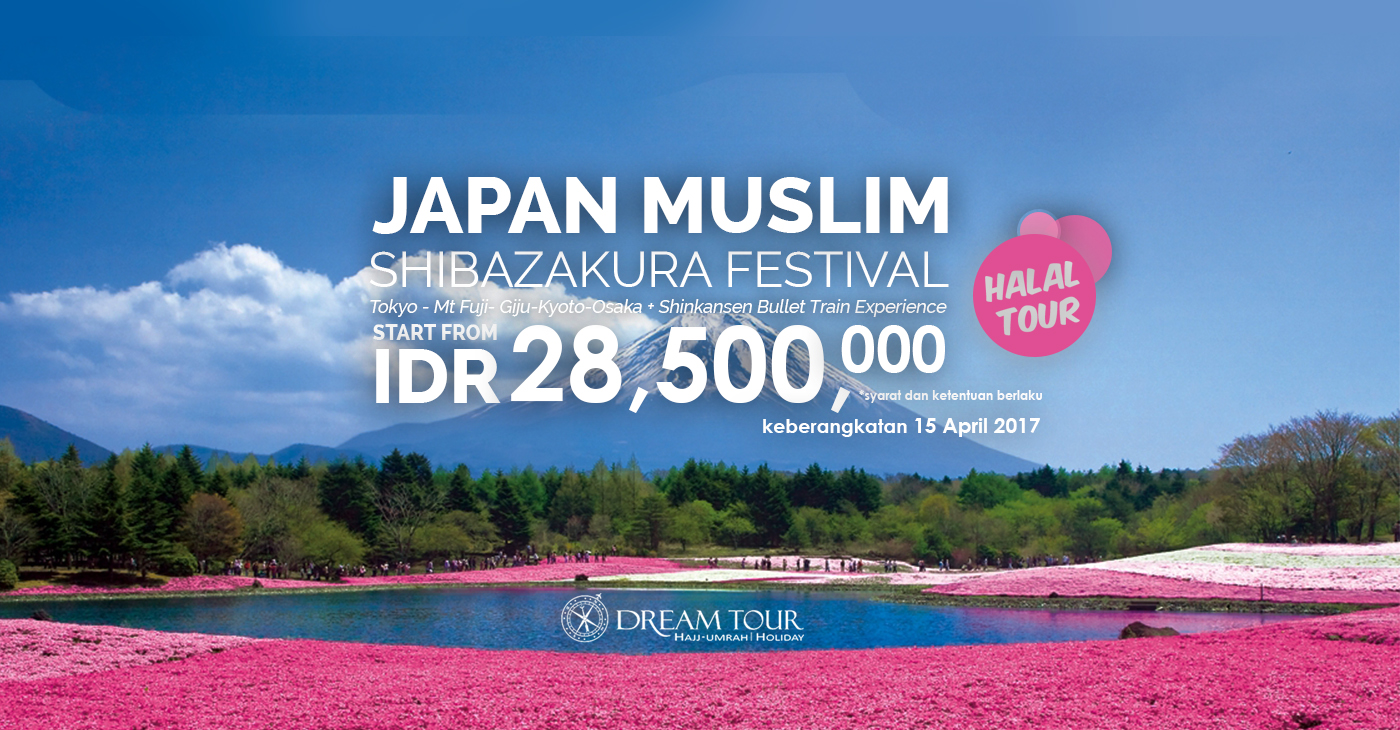 JAPAN MUSLIM
SHIBAZAKURA FESTIVAL
Tokyo - Mt Fuji- Giju-Kyoto-Osaka + Shinkansen Bullet Train Experience
START FROM
IDR 28,500,000
*syarat dan ketentuan berlaku
keberangkatan 15 April 2017
HALAL
TOUR
DREAM TOUR
HAJJ-UMRAH | HOLIDAY